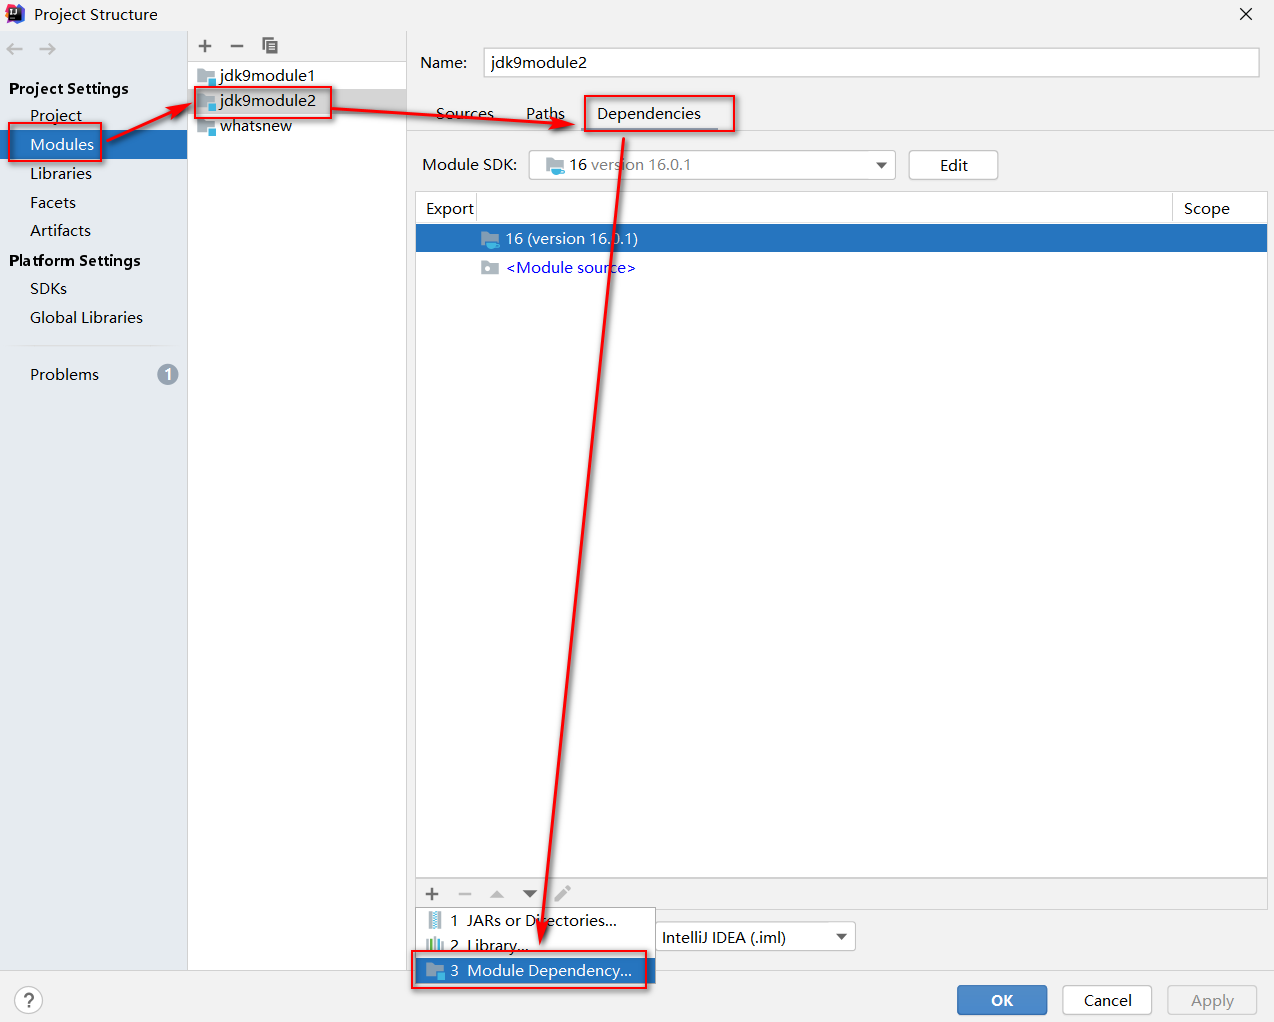 Project Structure
Project Settings
Project
Modules
Libraries
Facets
Artifacts
Platform Settings
SDKs
Global Libraries
Problems
1
jdk9module1
jdk9module2
whatsnew
Name:
jdk9module2
Sources
Paths
Dependencies
Module SDK:
16 version 16.0.1
Edit
Export
Scope
16 (version 16.0.1)
<Module source>
1 JARs or Directories...
2 Library...
3 Module Dependency...
IntelliJ IDEA (.iml)
?
OK
Cancel
Apply